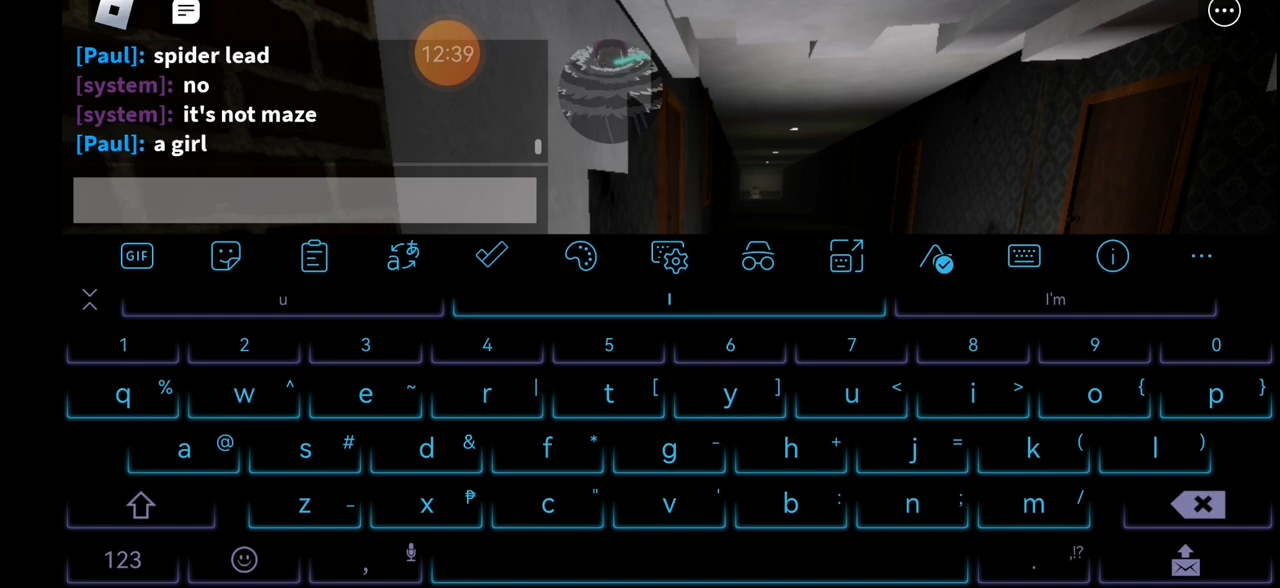 12:39
[Paul]: spider lead
[system]: no
[system]: it's not maze
[Paul]: a girl
GIF
u I I'm
1 2 3 4 5 6 7 8 9 0
q % w ^ e ~ r | t [ y ] u < i > o { p }
a @ s # d & f * g - h + j = k ( l )
z _ x ₱ c " v ' b : n ; m /
123 , . ,!?